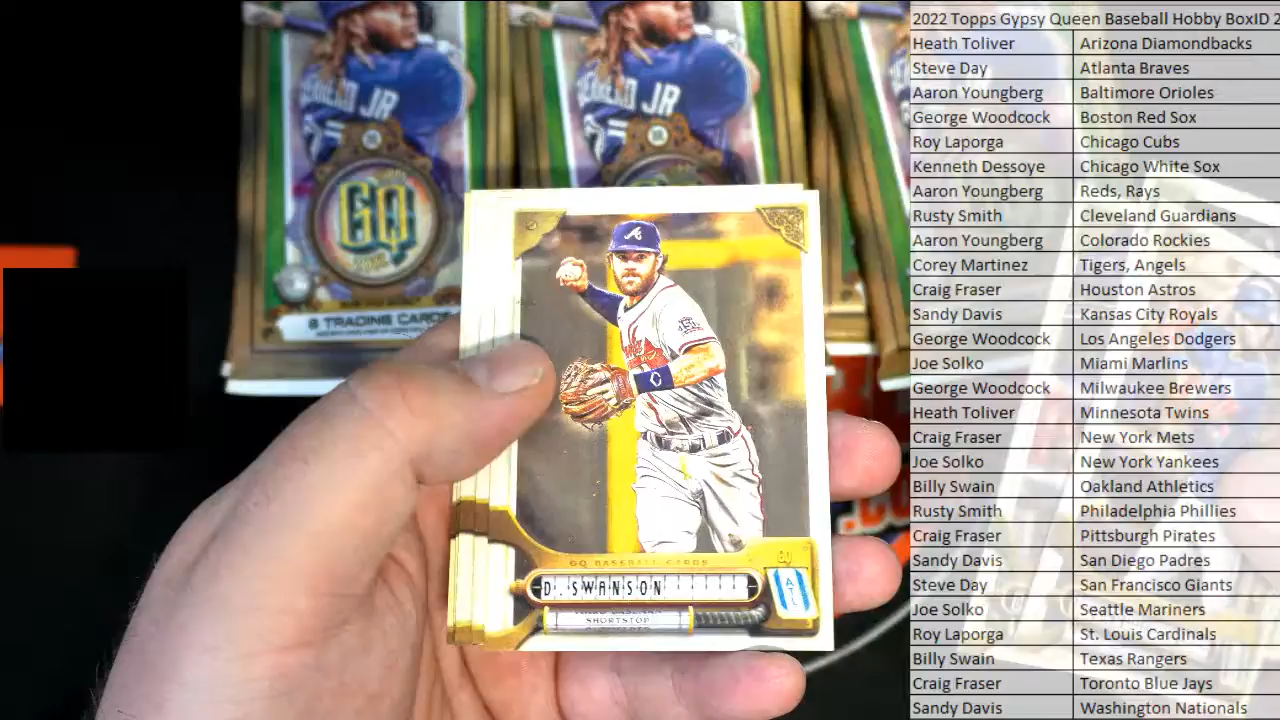 2022 Topps Gypsy Queen Baseball Hobby BoxID 2
Heath Toliver Arizona Diamondbacks
Steve Day Atlanta Braves
Aaron Youngberg Baltimore Orioles
George Woodcock Boston Red Sox
Roy Laporga Chicago Cubs
Kenneth Dessoye Chicago White Sox
Aaron Youngberg Reds, Rays
Rusty Smith Cleveland Guardians
Aaron Youngberg Colorado Rockies
Corey Martinez Tigers, Angels
Craig Fraser Houston Astros
Sandy Davis Kansas City Royals
George Woodcock Los Angeles Dodgers
Joe Solko Miami Marlins
George Woodcock Milwaukee Brewers
Heath Toliver Minnesota Twins
Craig Fraser New York Mets
Joe Solko New York Yankees
Billy Swain Oakland Athletics
Rusty Smith Philadelphia Phillies
Craig Fraser Pittsburgh Pirates
Sandy Davis San Diego Padres
Steve Day San Francisco Giants
Joe Solko Seattle Mariners
Roy Laporga St. Louis Cardinals
Billy Swain Texas Rangers
Craig Fraser Toronto Blue Jays
Sandy Davis Washington Nationals
JR
JR
GQ
8 TRADING CARDS
A
Braves
GQ BASEBALL CARDS
GQ
D. SWANSON
ATL
SHORTSTOP
.CO